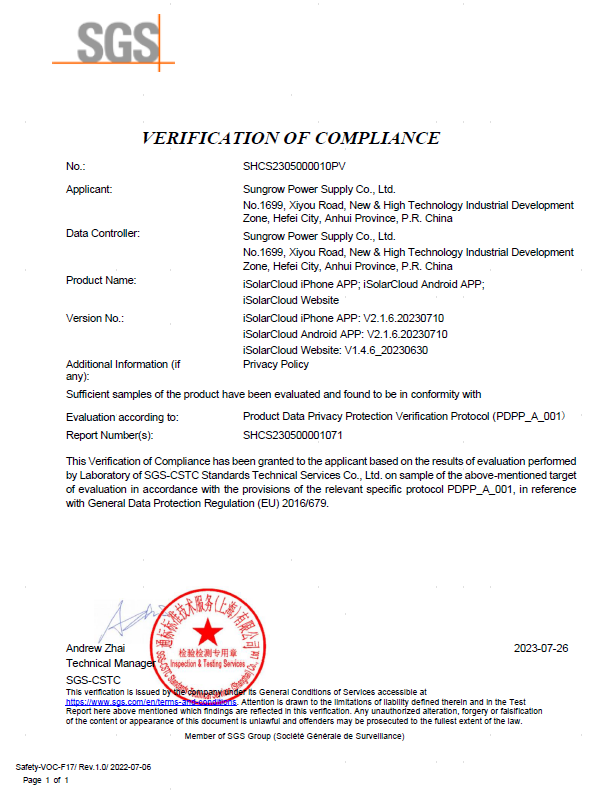 SGS
VERIFICATION OF COMPLIANCE
No.: SHCS2305000010PV
Applicant: Sungrow Power Supply Co., Ltd.
No.1699, Xiyou Road, New & High Technology Industrial Development
Zone, Hefei City, Anhui Province, P.R. China
Data Controller: Sungrow Power Supply Co., Ltd.
No.1699, Xiyou Road, New & High Technology Industrial Development
Zone, Hefei City, Anhui Province, P.R. China
Product Name: iSolarCloud iPhone APP; iSolarCloud Android APP;
iSolarCloud Website
Version No.: iSolarCloud iPhone APP: V2.1.6.20230710
iSolarCloud Android APP: V2.1.6.20230710
iSolarCloud Website: V1.4.6_20230630
Additional Information (if Privacy Policy
any):
Sufficient samples of the product have been evaluated and found to be in conformity with
Evaluation according to: Product Data Privacy Protection Verification Protocol (PDPP_A_001）
Report Number(s): SHCS230500001071
This Verification of Compliance has been granted to the applicant based on the results of evaluation performed
by Laboratory of SGS-CSTC Standards Technical Services Co., Ltd. on sample of the above-mentioned target
of evaluation in accordance with the provisions of the relevant specific protocol PDPP_A_001, in reference
with General Data Protection Regulation (EU) 2016/679.
通标标准技术服务(上海)有限公司
检验检测专用章
Inspection & Testing Services
SGS-CSTC Standards Technical Services (Shanghai) Co.,
Andrew Zhai 2023-07-26
Technical Manager
SGS-CSTC
This verification is issued by the company under its General Conditions of Services accessible at
https://www.sgs.com/en/terms-and-conditions. Attention is drawn to the limitations of liability defined therein and in the Test
Report here above mentioned which findings are reflected in this verification. Any unauthorized alteration, forgery or falsification
of the content or appearance of this document is unlawful and offenders may be prosecuted to the fullest extent of the law.
Member of SGS Group (Société Générale de Surveillance)
Safety-VOC-F17/ Rev.1.0/ 2022-07-06
Page 1 of 1